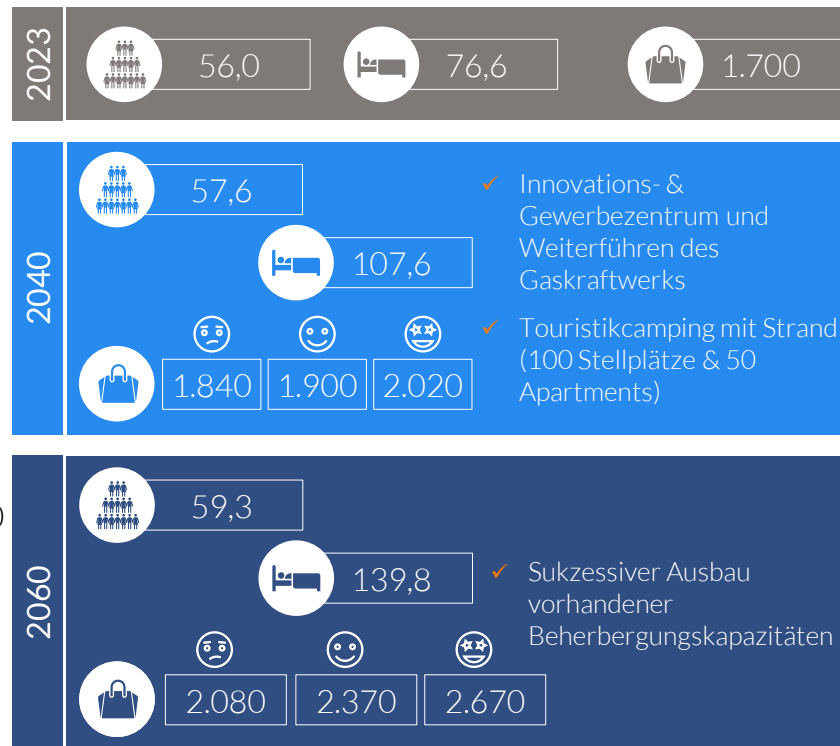 2023
56,0
76,6
1.700
2040
57,6
107,6
1.840
1.900
2.020
✓ Innovations- &
Gewerbezentrum und
Weiterführen des
Gaskraftwerks
✓ Touristikcamping mit Strand
(100 Stellplätze & 50
Apartments)
)
2060
59,3
139,8
2.080
2.370
2.670
✓ Sukzessiver Ausbau
vorhandener
Beherbergungskapazitäten